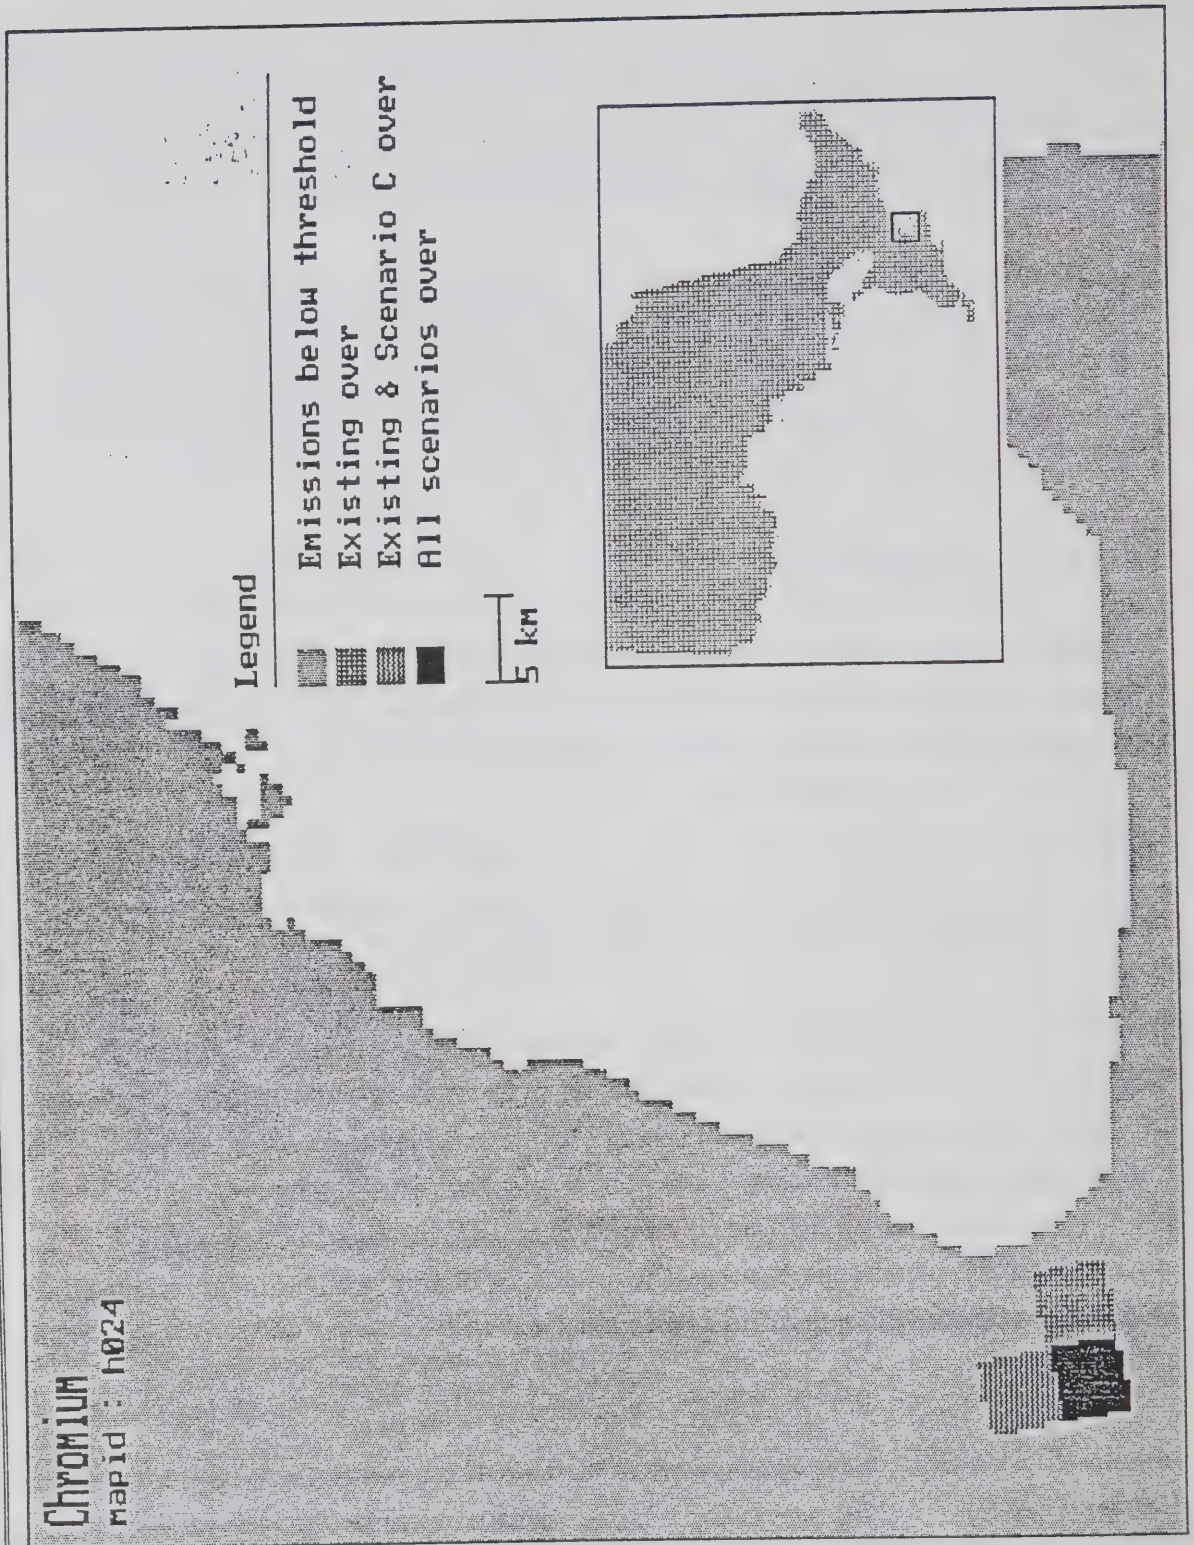 Chromium
mapid : h024
Legend
Emissions below threshold
Existing over
Existing & Scenario C over
All scenarios over
5 kM